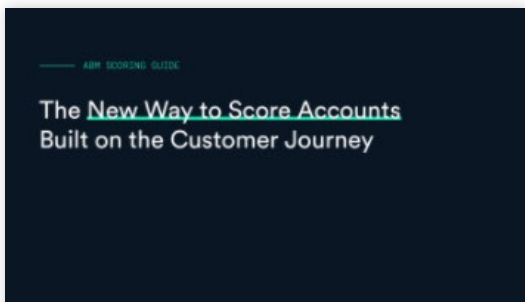 ABM SCORING GUIDE
The New Way to Score Accounts
Built on the Customer Journey